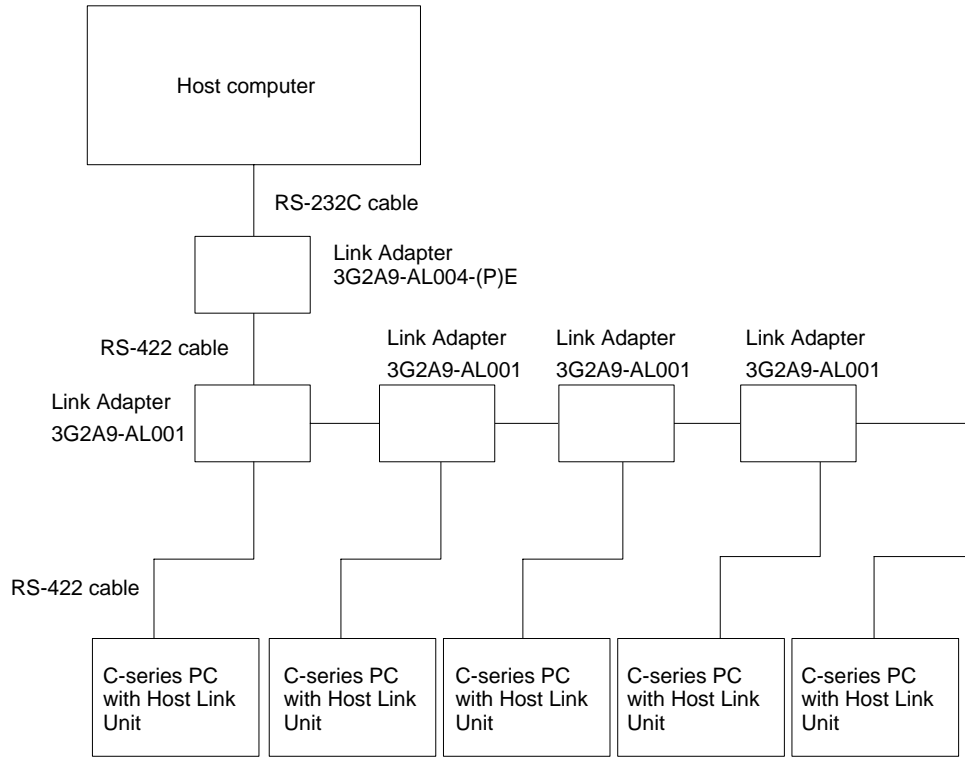 Host computer
RS-232C cable
Link Adapter
3G2A9-AL004-(P)E
RS-422 cable
Link Adapter
3G2A9-AL001
Link Adapter
3G2A9-AL001
Link Adapter
3G2A9-AL001
Link Adapter
3G2A9-AL001
RS-422 cable
C-series PC
with Host Link
Unit
C-series PC
with Host Link
Unit
C-series PC
with Host Link
Unit
C-series PC
with Host Link
Unit
C-series PC
with Host Link
Unit